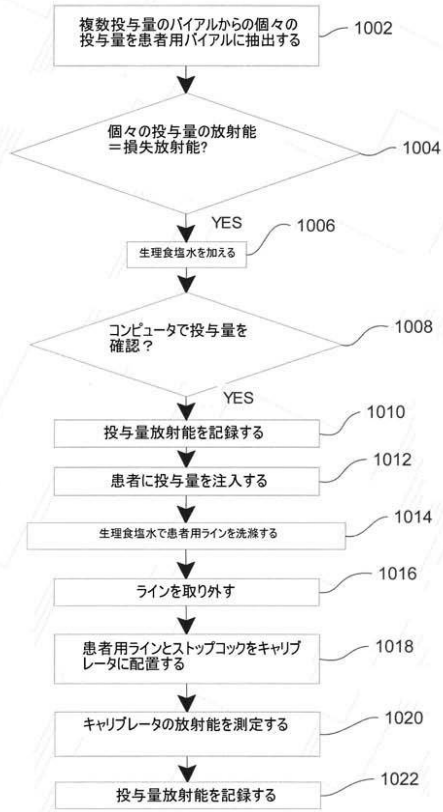 複数投与量のバイアルからの個々の
投与量を患者用バイアルに抽出する
1002
個々の投与量の放射能
＝損失放射能?
1004
YES
1006
生理食塩水を加える
コンピュータで投与量を
確認？
1008
YES
1010
投与量放射能を記録する
1012
患者に投与量を注入する
1014
生理食塩水で患者用ラインを洗滌する
1016
ラインを取り外す
患者用ラインとストップコックをキャリブ
レータに配置する
1018
キャリブレータの放射能を測定する
1020
1022
投与量放射能を記録する